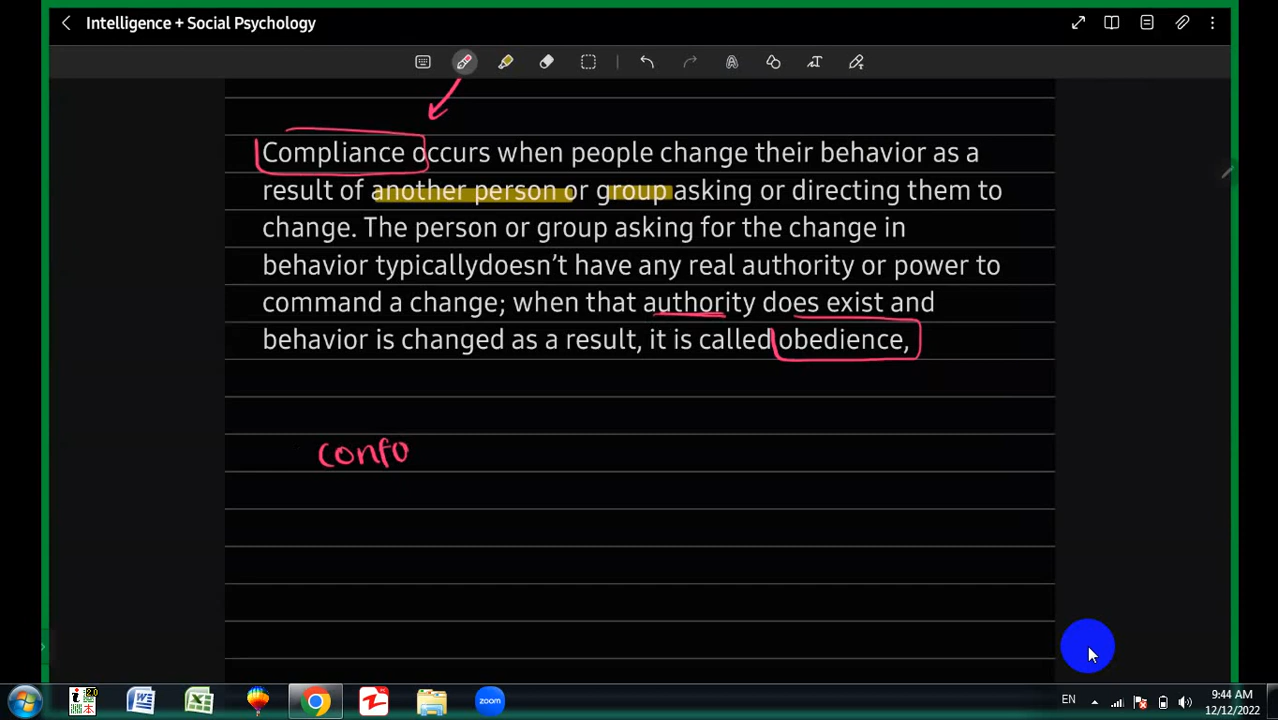 Intelligence + Social Psychology
Compliance occurs when people change their behavior as a
result of another person or group asking or directing them to
change. The person or group asking for the change in
behavior typicallydoesn't have any real authority or power to
command a change; when that authority does exist and
behavior is changed as a result, it is called obedience,
confo
zoom
EN
9:44 AM
12/12/2022